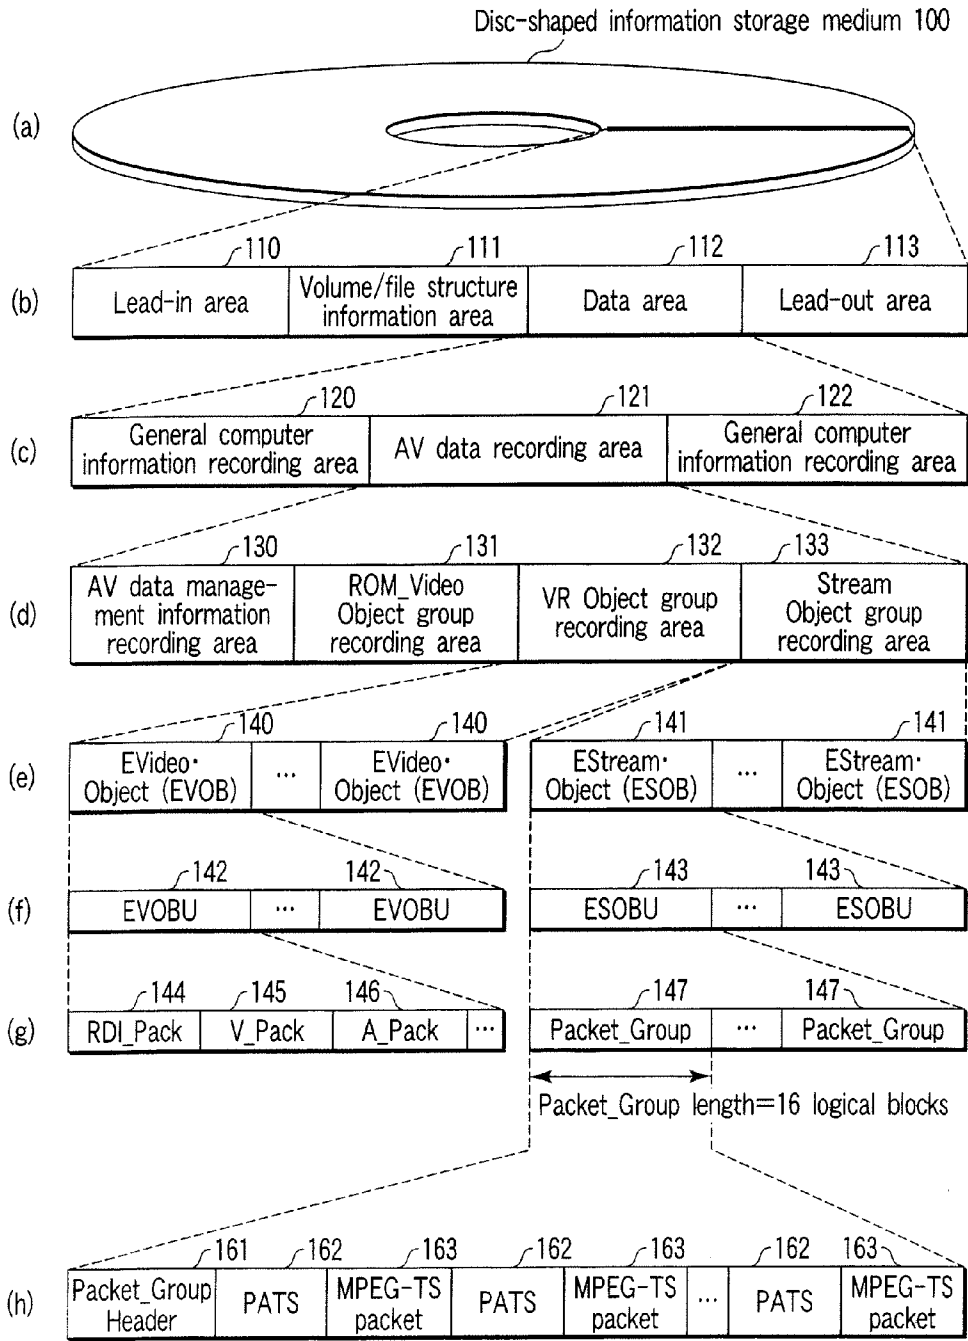 Disc-shaped information storage medium 100
(a)
110 111 112 113
(b) Lead-in area Volume/file structure information area Data area Lead-out area
120 121 122
(c) General computer information recording area AV data recording area General computer information recording area
130 131 132 133
(d) AV data manage-ment information recording area ROM_Video Object group recording area VR Object group recording area Stream Object group recording area
140 140 141 141
(e) EVideo· Object (EVOB) ... EVideo· Object (EVOB) EStream· Object (ESOB) ... EStream· Object (ESOB)
142 142 143 143
(f) EVOBU ... EVOBU ESOBU ... ESOBU
144 145 146 147 147
(g) RDI_Pack V_Pack A_Pack ... Packet_Group ... Packet_Group
Packet_Group length=16 logical blocks
161 162 163 162 163 162 163
(h) Packet_Group Header PATS MPEG-TS packet PATS MPEG-TS packet ... PATS MPEG-TS packet